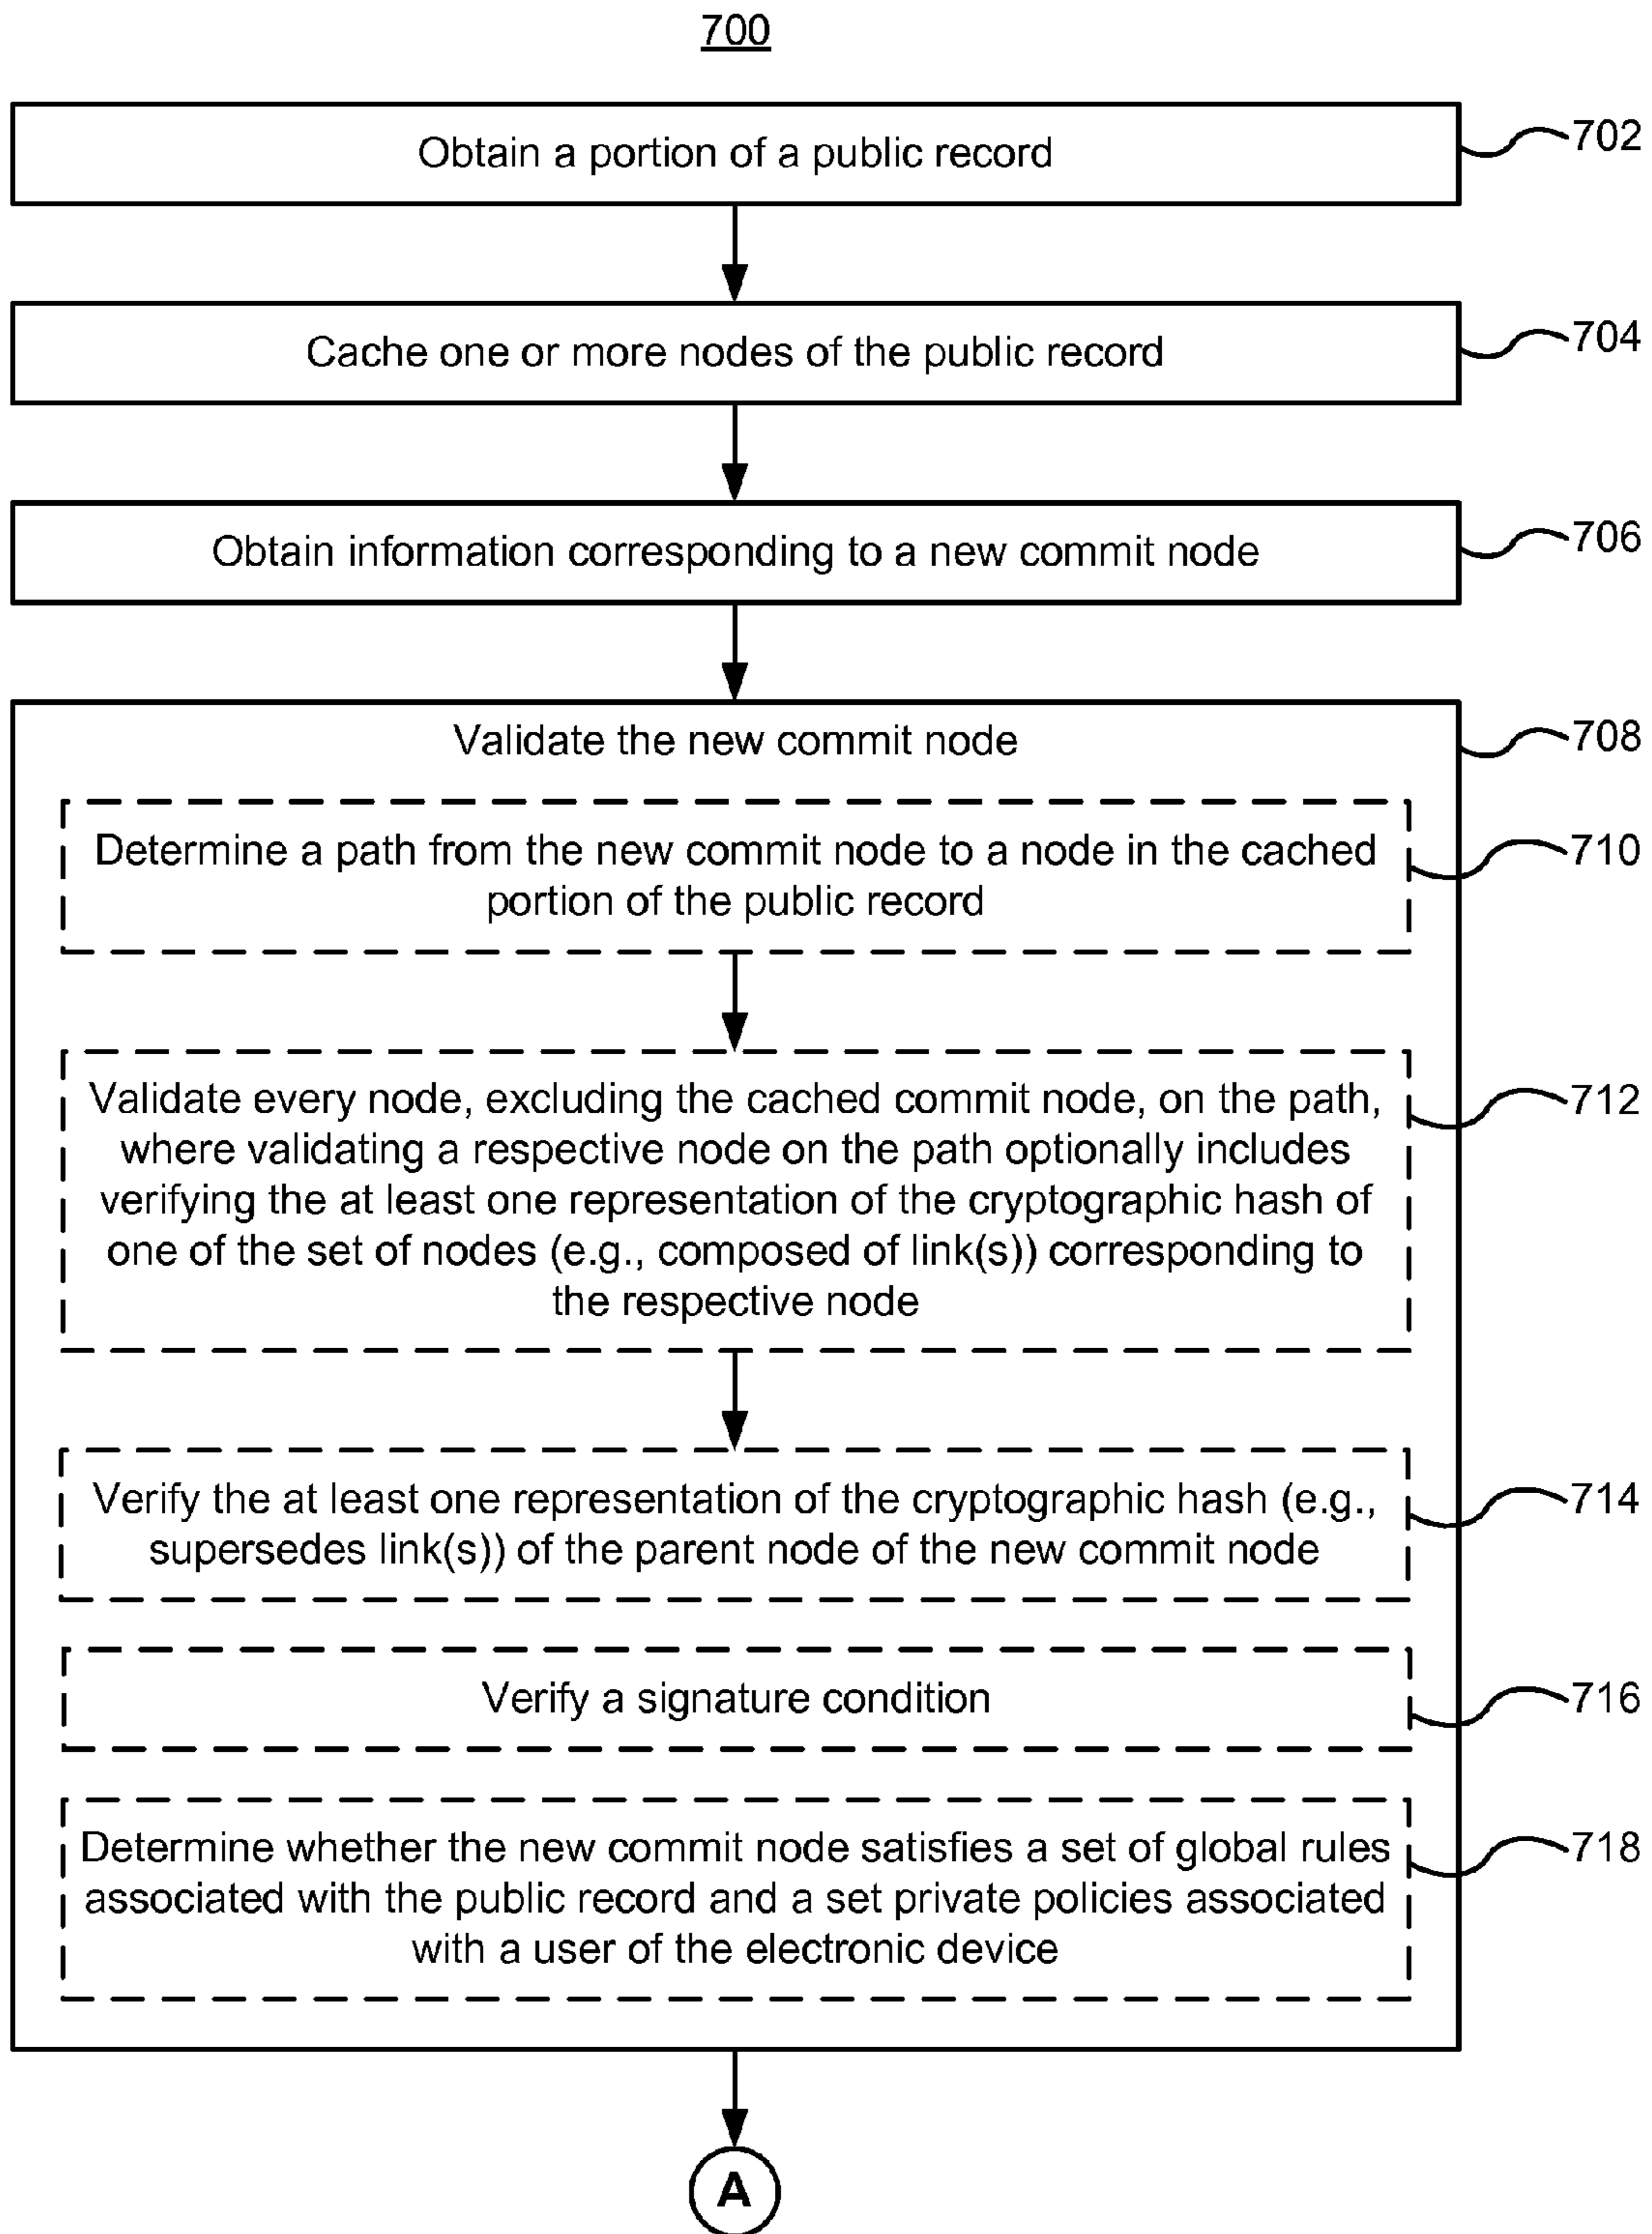 700
Obtain a portion of a public record
702
Cache one or more nodes of the public record
704
Obtain information corresponding to a new commit node
706
Validate the new commit node
708
Determine a path from the new commit node to a node in the cached
portion of the public record
710
Validate every node, excluding the cached commit node, on the path,
where validating a respective node on the path optionally includes
verifying the at least one representation of the cryptographic hash of
one of the set of nodes (e.g., composed of link(s)) corresponding to
the respective node
712
Verify the at least one representation of the cryptographic hash (e.g.,
supersedes link(s)) of the parent node of the new commit node
714
Verify a signature condition
716
Determine whether the new commit node satisfies a set of global rules
associated with the public record and a set private policies associated
with a user of the electronic device
718
A